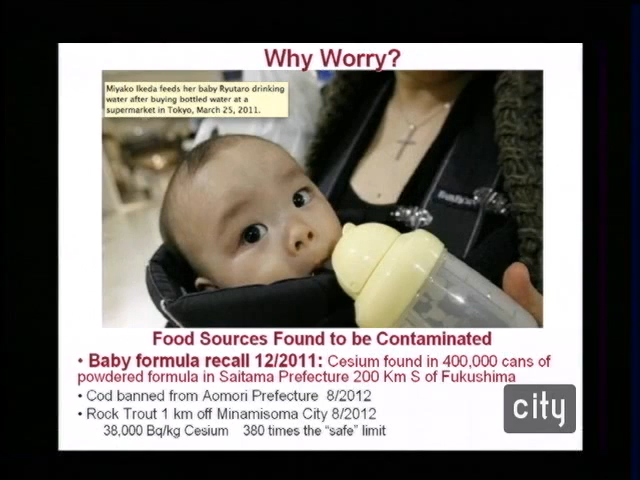 Why Worry?
Miyako Ikeda feeds her baby Ryutaro drinking
water after buying bottled water at a
supermarket in Tokyo, March 25, 2011.
Food Sources Found to be Contaminated
• Baby formula recall 12/2011: Cesium found in 400,000 cans of
powdered formula in Saitama Prefecture 200 Km S of Fukushima
• Cod banned from Aomori Prefecture 8/2012
• Rock Trout 1 km off Minamisoma City 8/2012
38,000 Bq/kg Cesium 380 times the "safe" limit
city